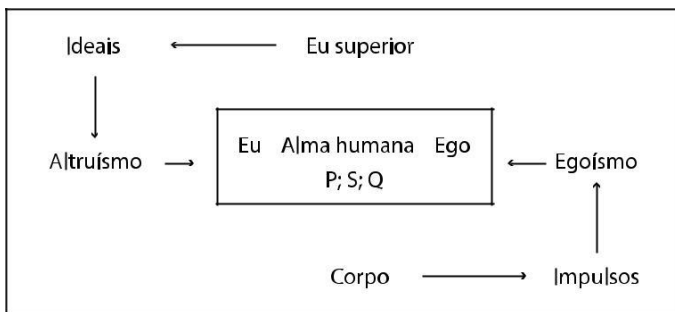 Ideais Eu superior
Eu Alma humana Ego
Altruísmo Egoísmo
P; S; Q
Corpo Impulsos